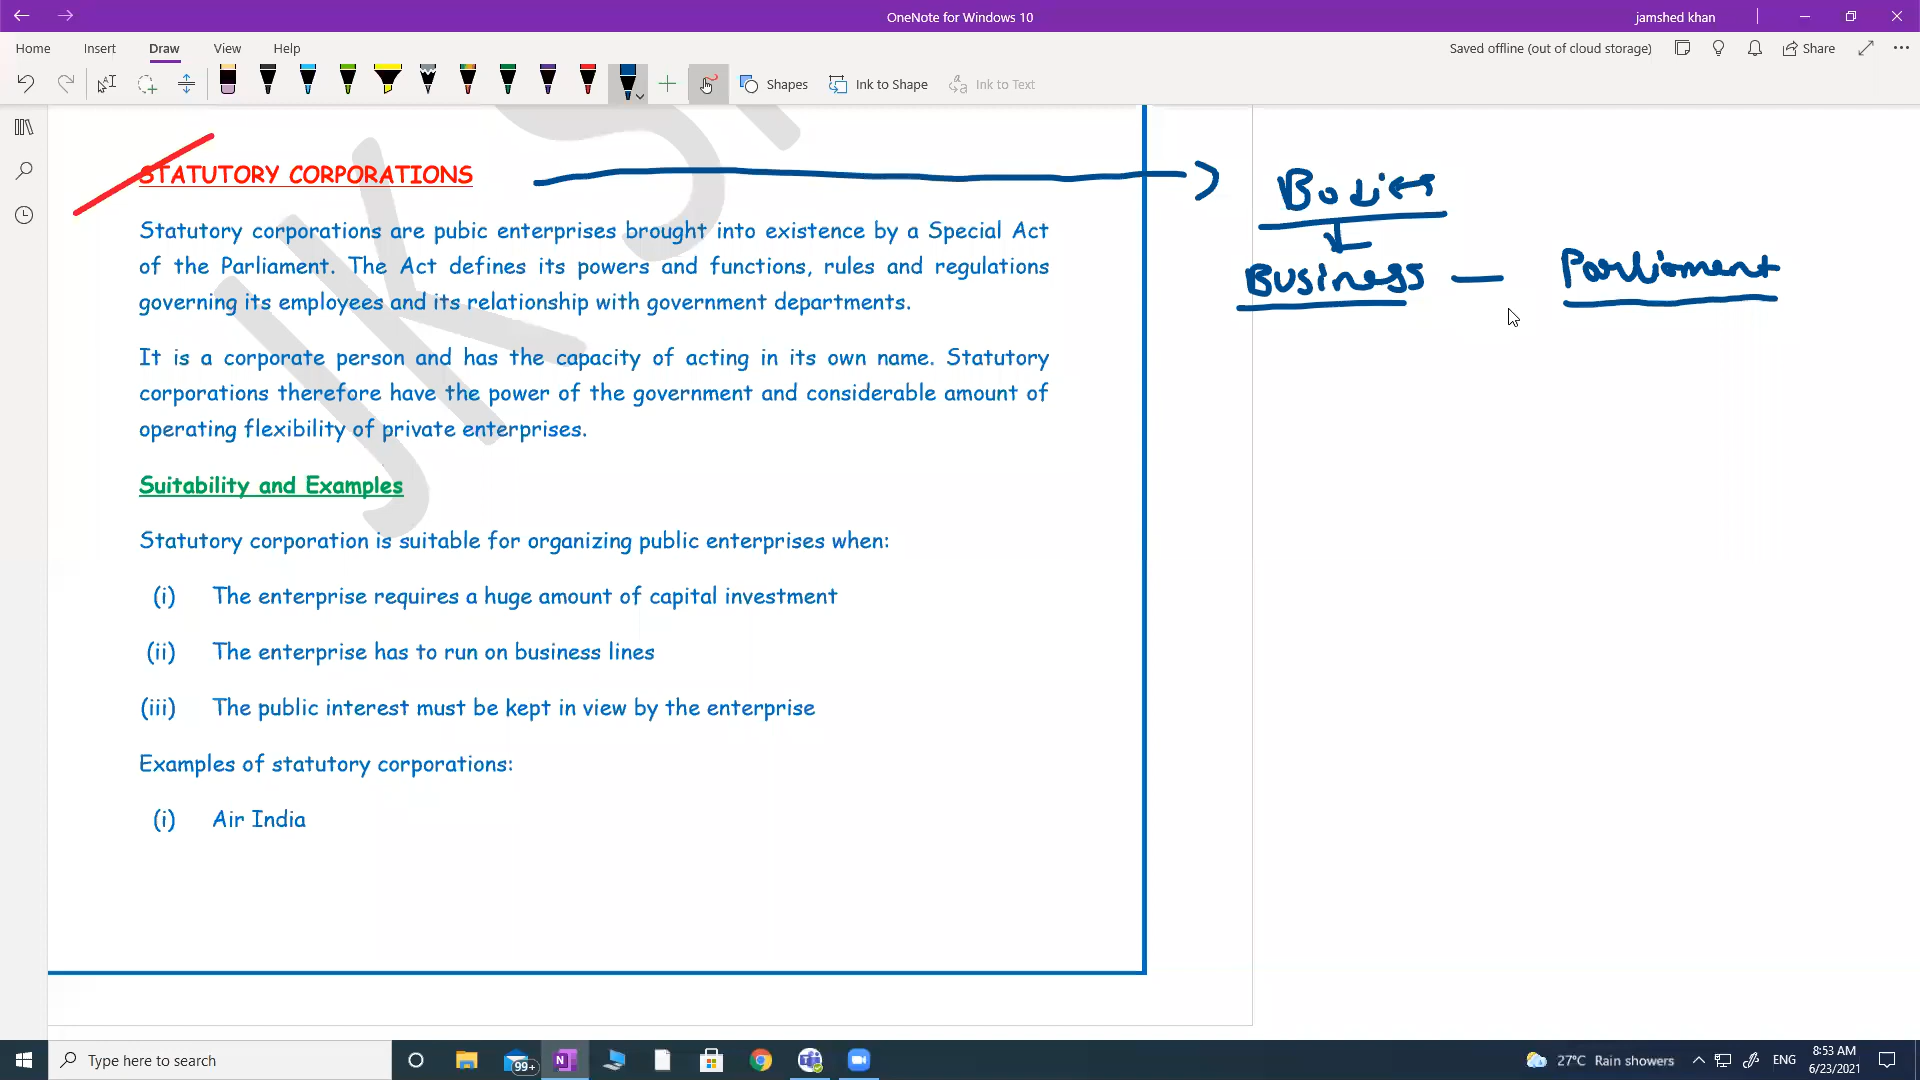 OneNote for Windows 10
jamshed khan
Home Insert Draw View Help
Saved offline (out of cloud storage)
Share
Shapes
Ink to Shape
Ink to Text
STATUTORY CORPORATIONS
Bodies
Statutory corporations are pubic enterprises brought into existence by a Special Act
of the Parliament. The Act defines its powers and functions, rules and regulations
governing its employees and its relationship with government departments.
Business — Parliament
It is a corporate person and has the capacity of acting in its own name. Statutory
corporations therefore have the power of the government and considerable amount of
operating flexibility of private enterprises.
Suitability and Examples
Statutory corporation is suitable for organizing public enterprises when:
(i) The enterprise requires a huge amount of capital investment
(ii) The enterprise has to run on business lines
(iii) The public interest must be kept in view by the enterprise
Examples of statutory corporations:
(i) Air India
JK S
Type here to search
99+
27°C Rain showers
ENG
8:53 AM
6/23/2021